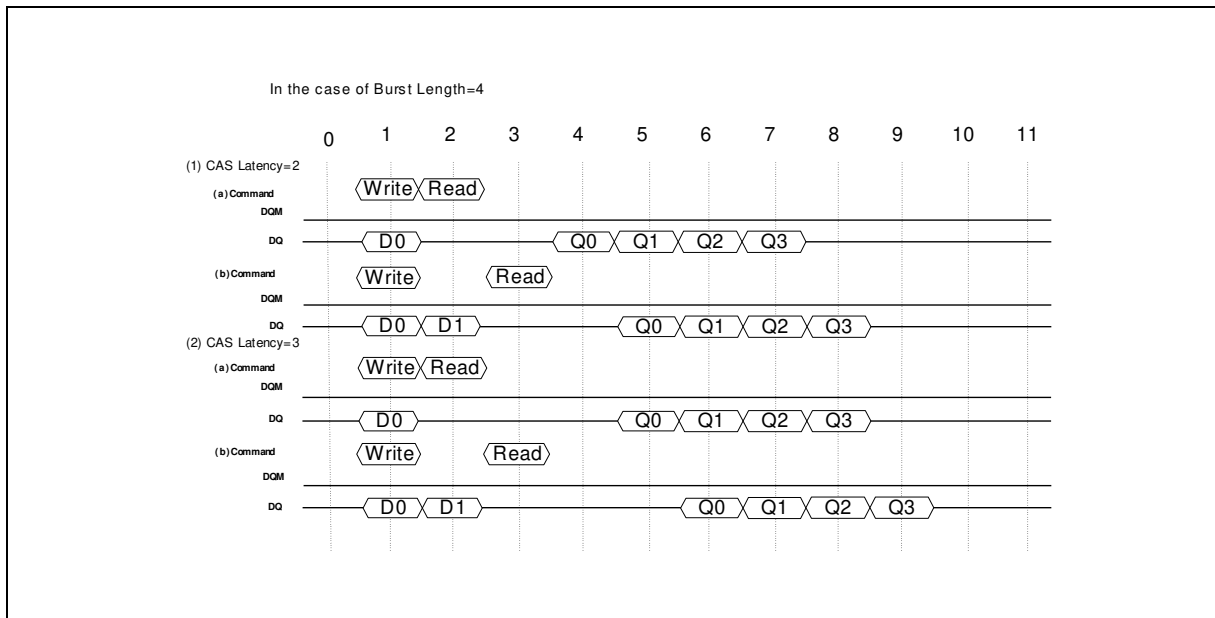 In the case of Burst Length=4
0 1 2 3 4 5 6 7 8 9 10 11
(1) CAS Latency=2
(a)Command Write Read
DQM
DQ D0 Q0 Q1 Q2 Q3
(b)Command Write Read
DQM
DQ D0 D1 Q0 Q1 Q2 Q3
(2) CAS Latency=3
(a)Command Write Read
DQM
DQ D0 Q0 Q1 Q2 Q3
(b)Command Write Read
DQM
DQ D0 D1 Q0 Q1 Q2 Q3